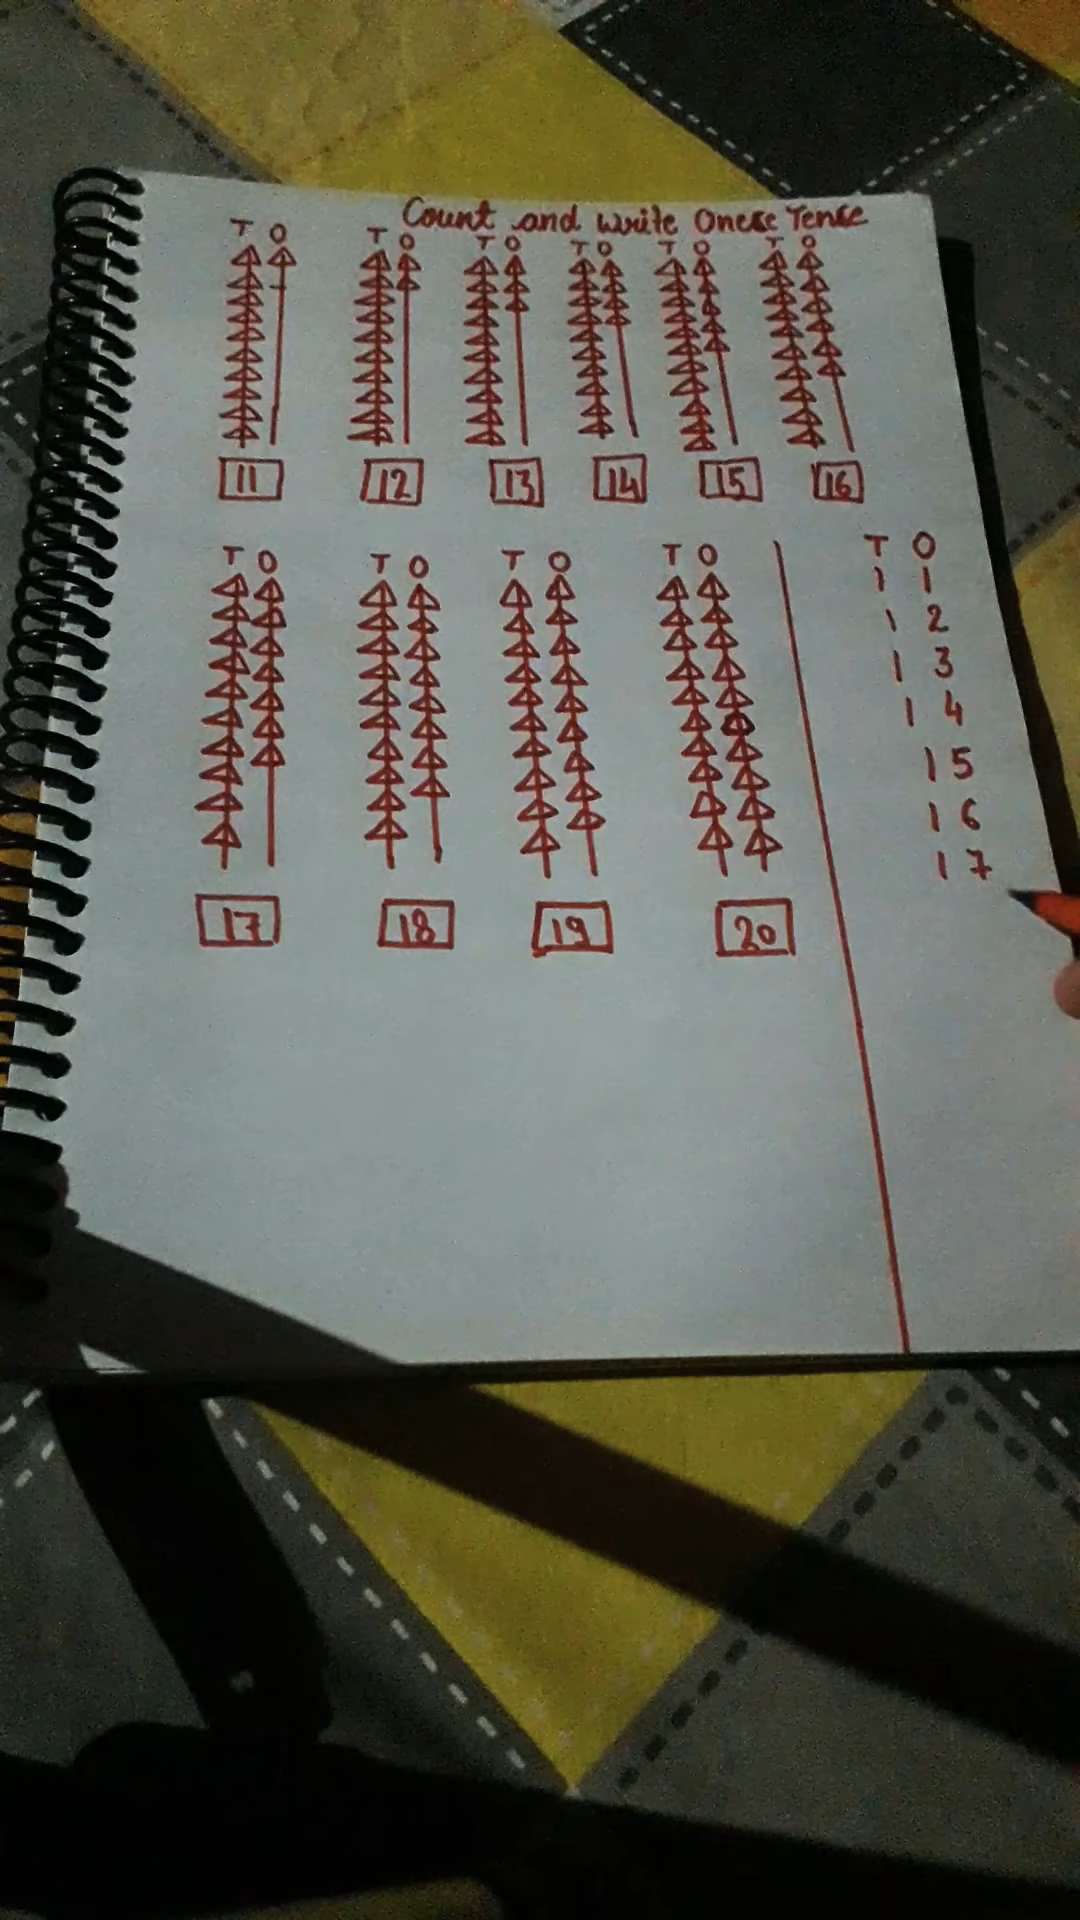 Count and write Onese Tense
T O T O T O T O T O T O
11 12 13 14 15 16
T O T O T O T O
17 18 19 20
T O
1 1
1 2
1 3
1 4
1 5
1 6
1 7